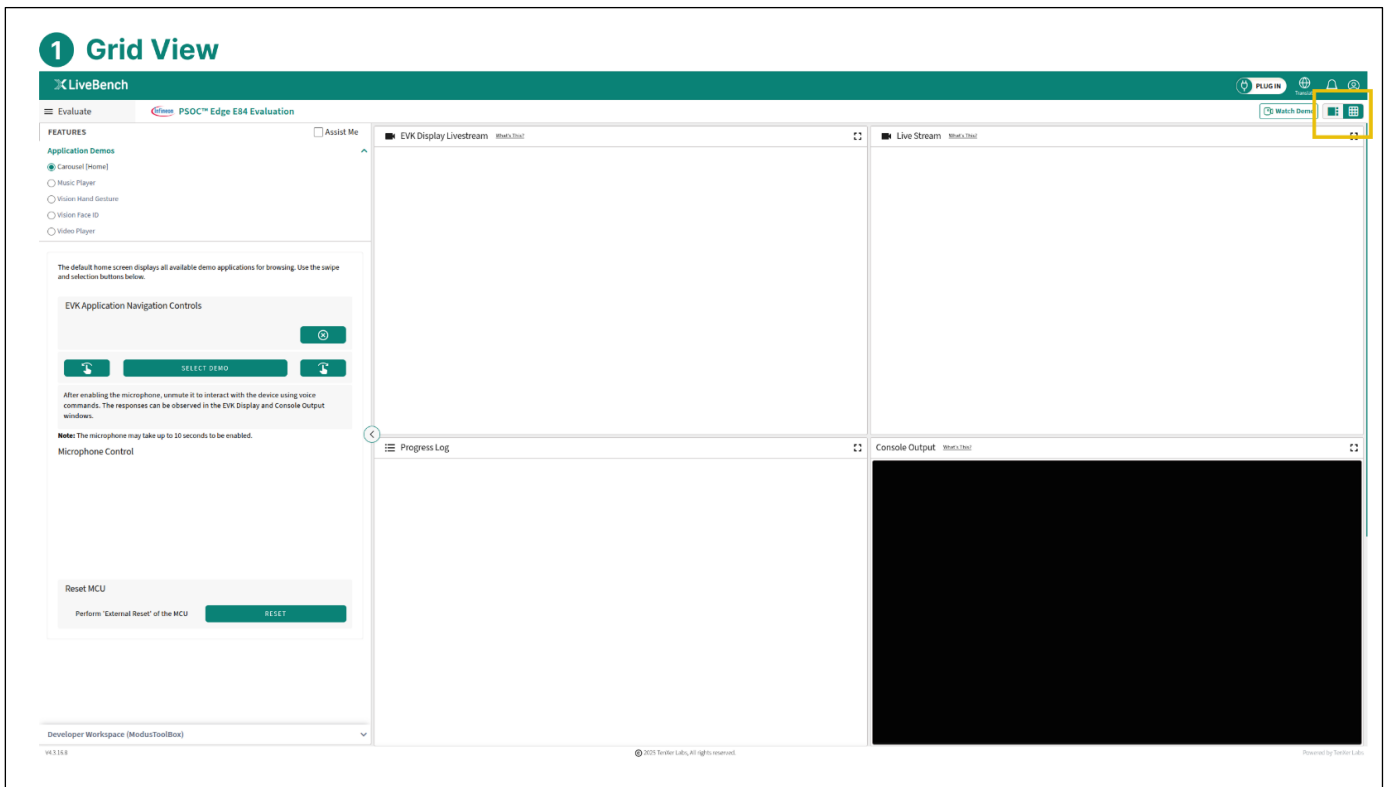 1 Grid View
LiveBench
PLUG IN
Evaluate
infineon PSOC™ Edge E84 Evaluation
Watch Demo
FEATURES
Assist Me
Application Demos
Carousel [Home]
Music Player
Vision Hand Gesture
Vision Face ID
Video Player
The default home screen displays all available demo applications for browsing. Use the swipe
and selection buttons below.
EVK Application Navigation Controls
SELECT DEMO
After enabling the microphone, unmute it to interact with the device using voice
commands. The responses can be observed in the EVK Display and Console Output
windows.
Note: The microphone may take up to 10 seconds to be enabled.
Microphone Control
Reset MCU
Perform 'External Reset' of the MCU
RESET
Developer Workspace (ModusToolBox)
EVK Display Livestream What's This?
Live Stream What's This?
Progress Log
Console Output What's This?
V4.3.16.8
© 2025 Tenxer Labs, All rights reserved.
Powered by Tenxer Labs